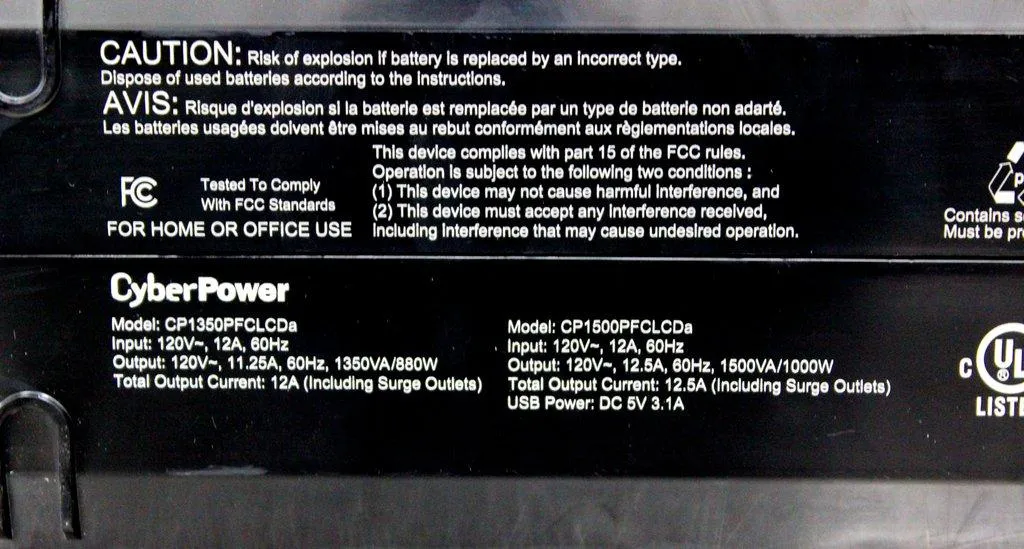 CAUTION: Risk of explosion if battery is replaced by an incorrect type.
Dispose of used batteries according to the instructions.
AVIS: Risque d'explosion si la batterie est remplacée par un type de batterie non adarté.
Les batteries usagées doivent être mises au rebut conformément aux règlementations locales.
FC
Tested To Comply
With FCC Standards
FOR HOME OR OFFICE USE
This device complies with part 15 of the FCC rules.
Operation is subject to the following two conditions :
(1) This device may not cause harmful interference, and
(2) This device must accept any interference received,
including interference that may cause undesired operation.
Contains
Must be
CyberPower
Model: CP1350PFCLCDa
Input: 120V~, 12A, 60Hz
Output: 120V~, 11.25A, 60Hz, 1350VA/880W
Total Output Current: 12A (Including Surge Outlets)
Model: CP1500PFCLCDa
Input: 120V~, 12A, 60Hz
Output: 120V~, 12.5A, 60Hz, 1500VA/1000W
Total Output Current: 12.5A (Including Surge Outlets)
USB Power: DC 5V 3.1A
C UL ®